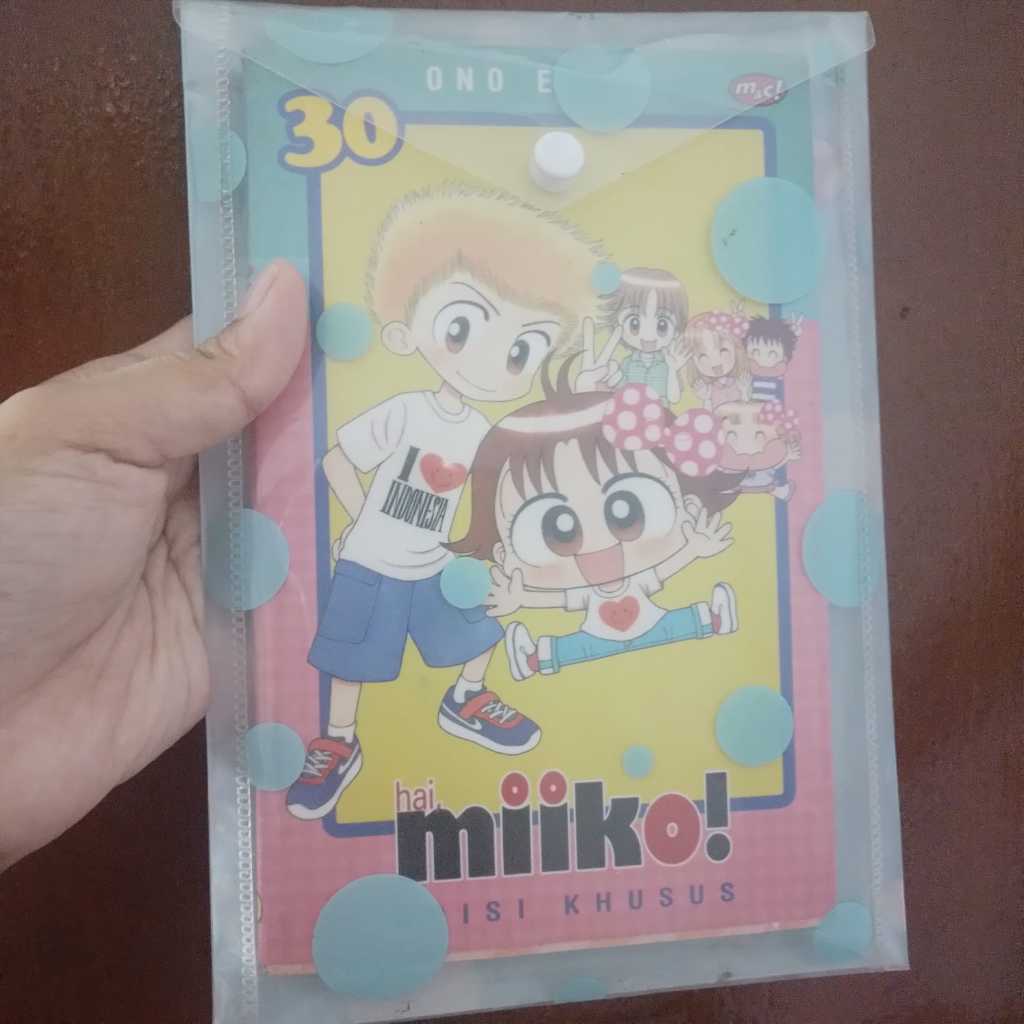 ONO E
m&c!
30
I
INDONESIA
hai,
miiko!
ISI KHUSUS